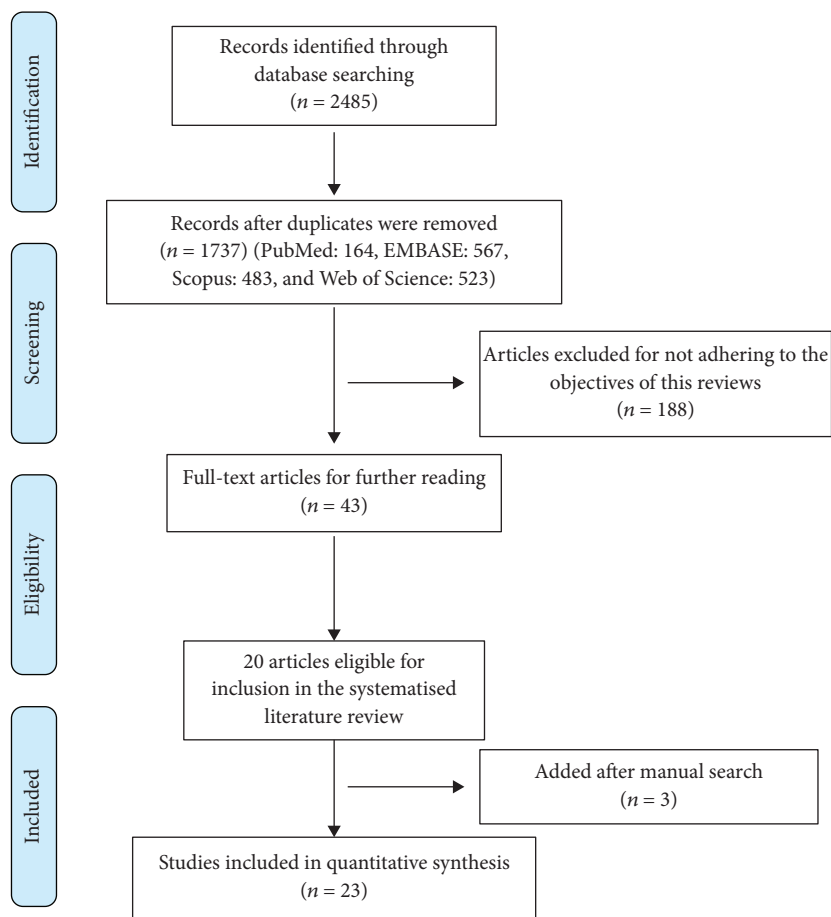 Identification
Records identified through
database searching
(n = 2485)
Records after duplicates were removed
(n = 1737) (PubMed: 164, EMBASE: 567,
Scopus: 483, and Web of Science: 523)
Screening
Articles excluded for not adhering to the
objectives of this reviews
(n = 188)
Full-text articles for further reading
(n = 43)
Eligibility
20 articles eligible for
inclusion in the systematised
literature review
Included
Added after manual search
(n = 3)
Studies included in quantitative synthesis
(n = 23)